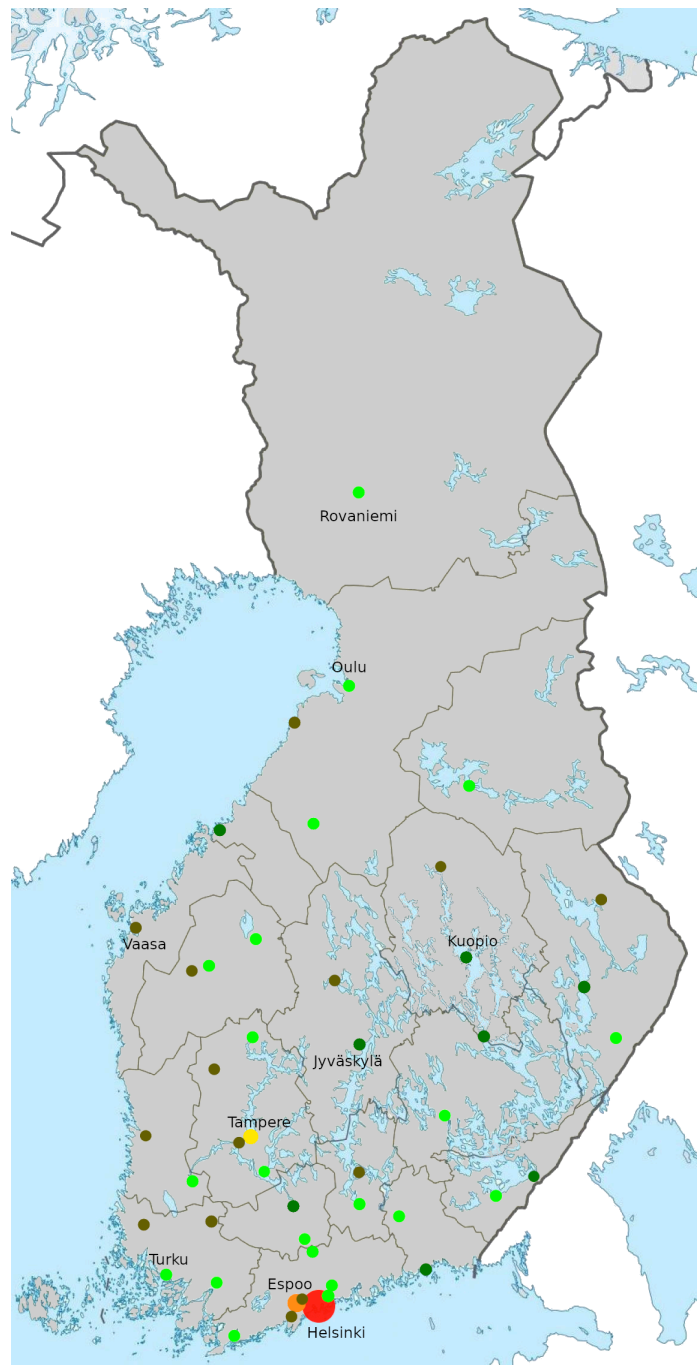 Rovaniemi
Oulu
Vaasa
Kuopio
Jyväskylä
Tampere
Turku
Espoo
Helsinki